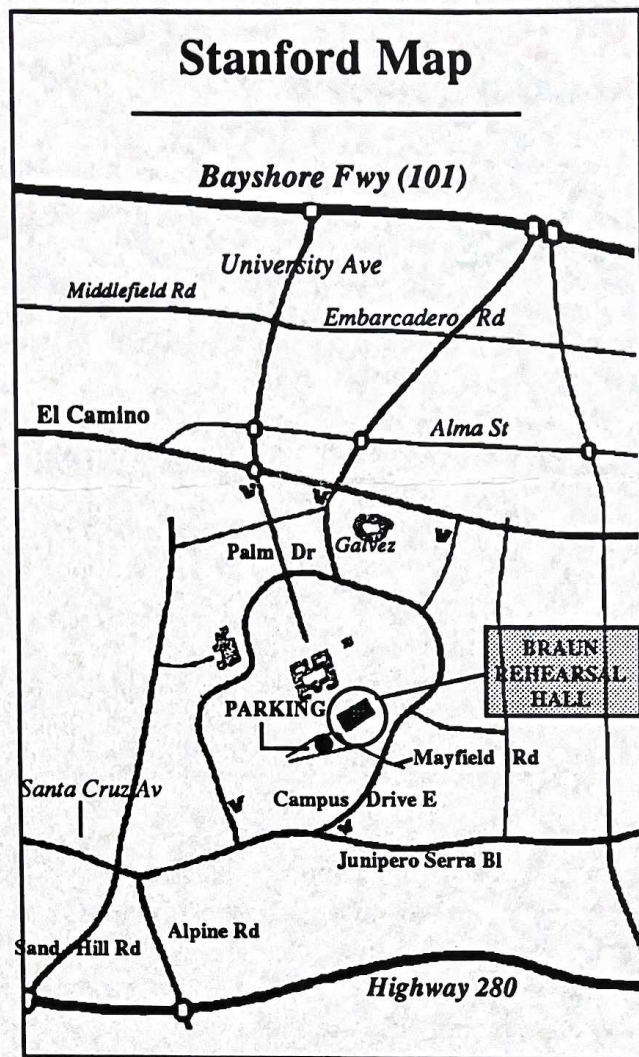 Stanford Map
Bayshore Fwy (101)
University Ave
Middlefield Rd
Embarcadero Rd
El Camino
Alma St
Palm Dr
Galvez
BRAUN
REHEARSAL
HALL
PARKING
Mayfield Rd
Santa Cruz Av
Campus Drive E
Junipero Serra Bl
Sand Hill Rd
Alpine Rd
Highway 280